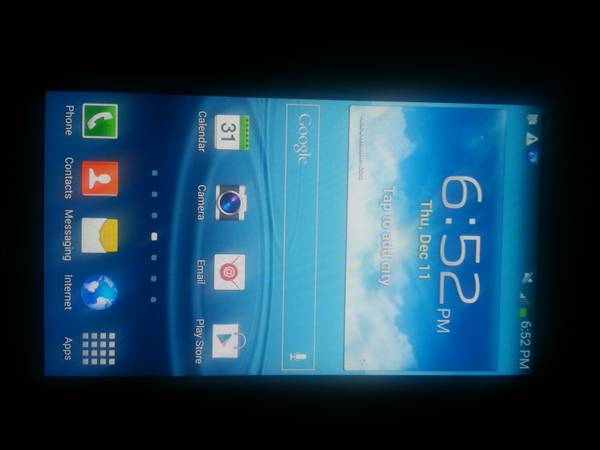 6:52 PM
6:52 PM
Thu, Dec 11
Tap to add city
Google
31
Calendar
Camera
Email
Play Store
Phone
Contacts
Messaging
Internet
Apps